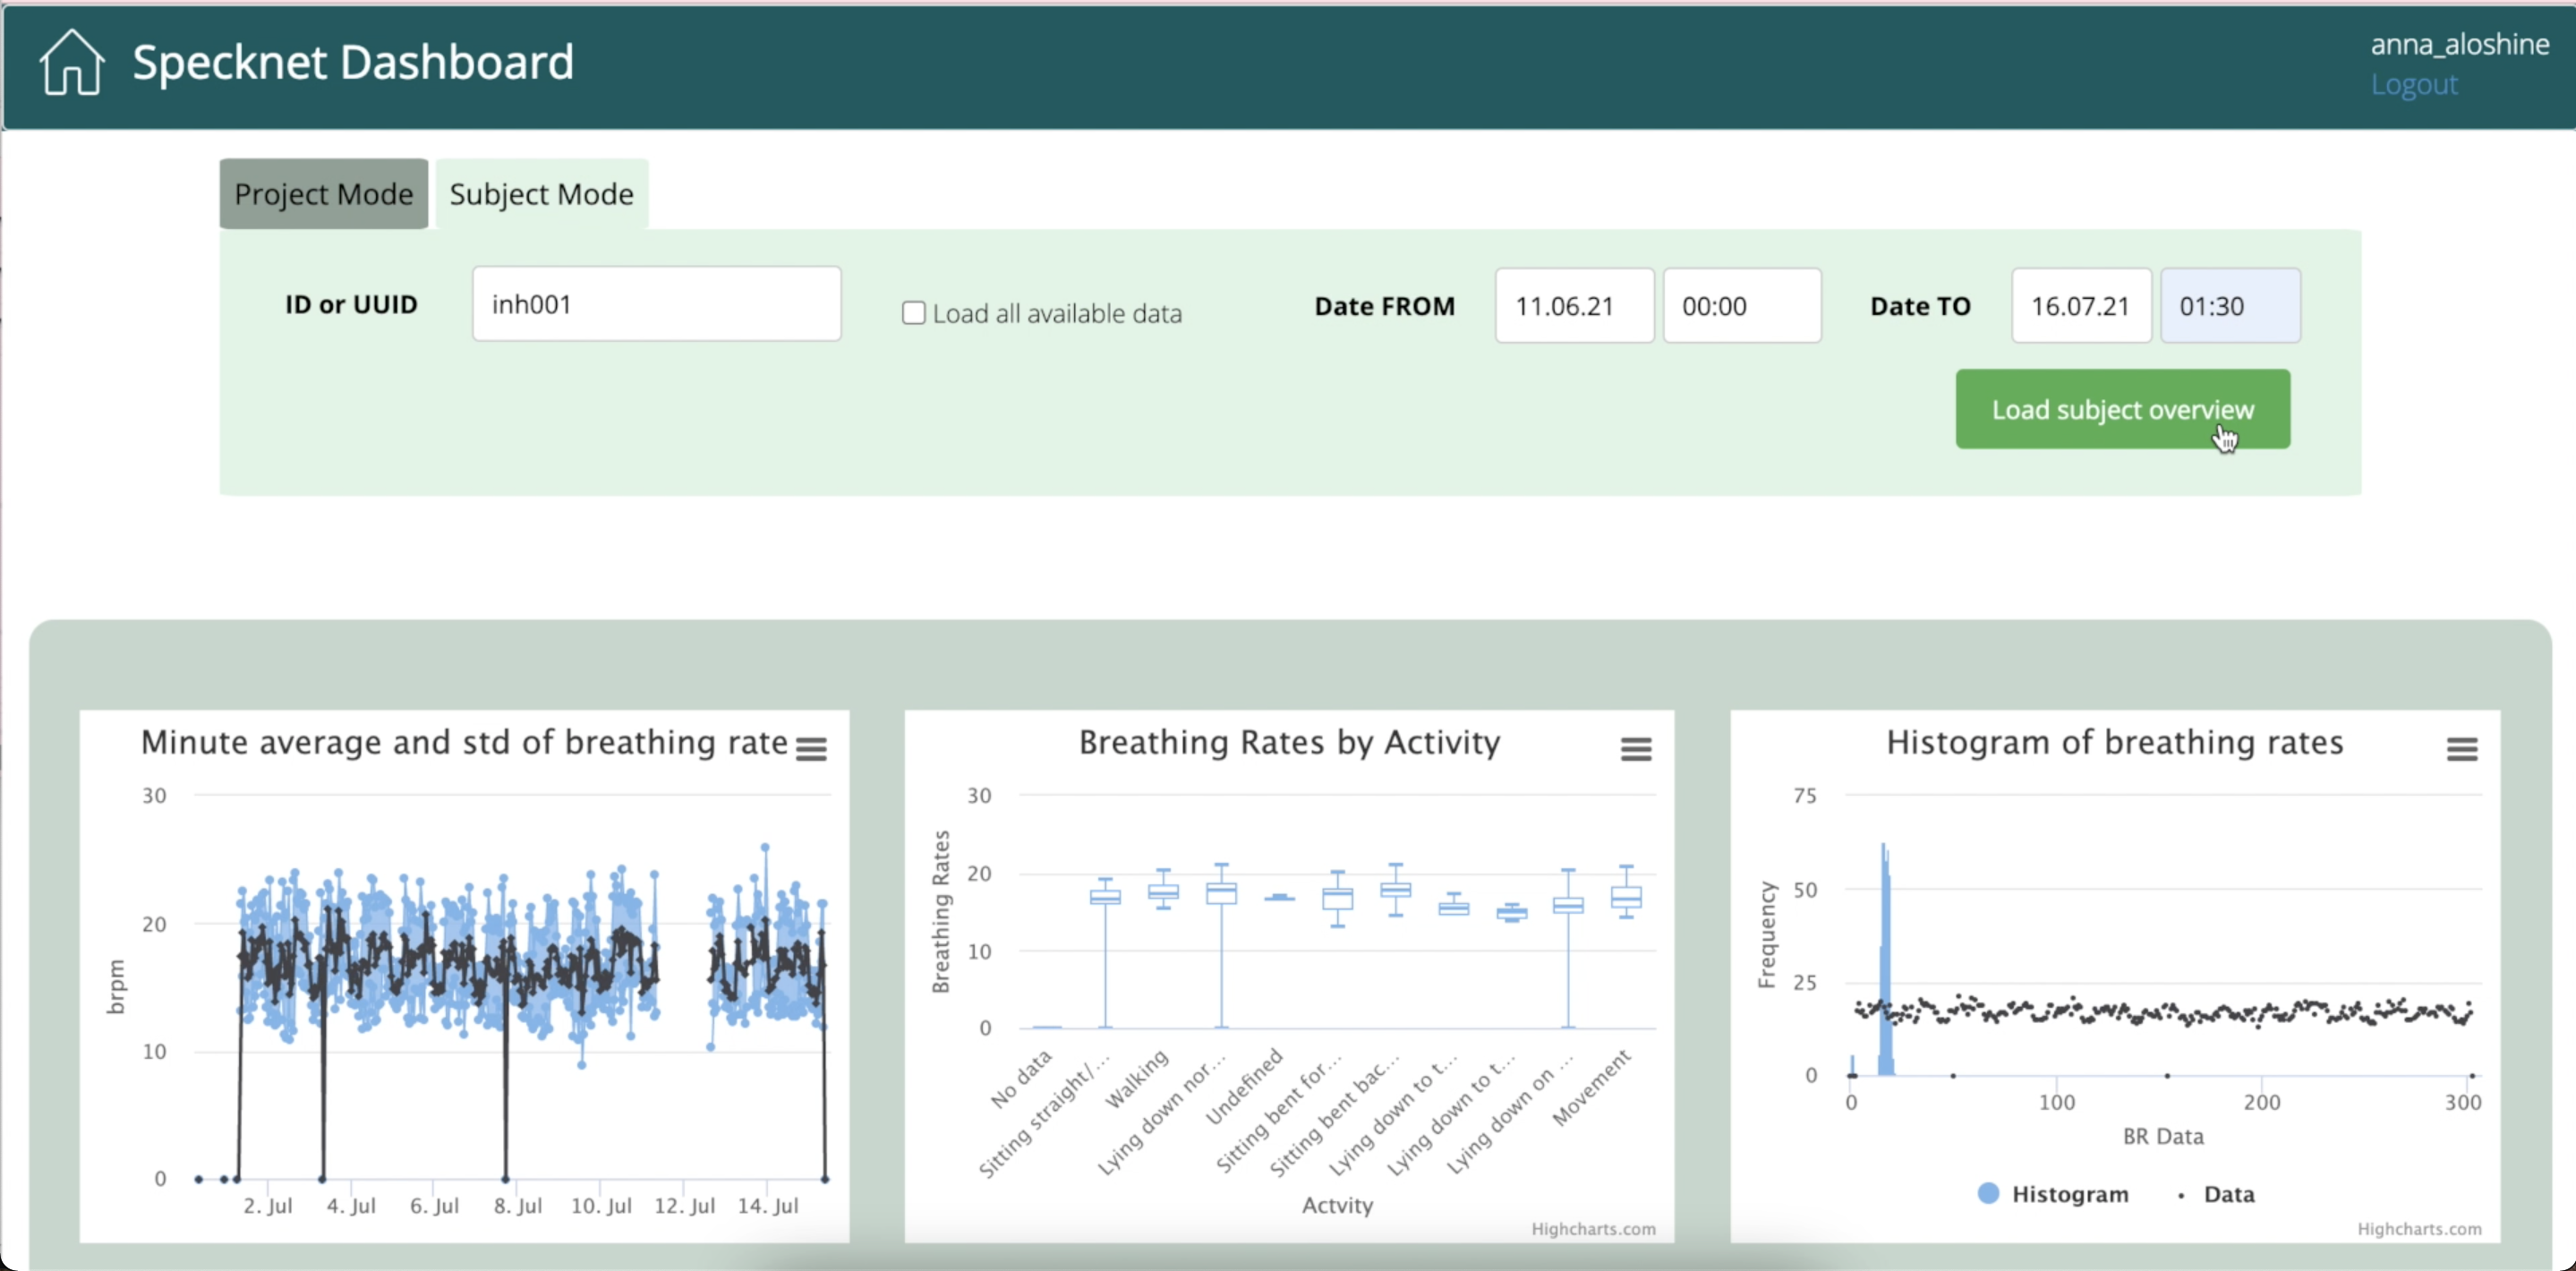 Specknet Dashboard
anna_aloshine
Logout
Project Mode
Subject Mode
ID or UUID
inh001
Load all available data
Date FROM
11.06.21
00:00
Date TO
16.07.21
01:30
Load subject overview
Minute average and std of breathing rate
30
20
10
0
brpm
2. Jul
4. Jul
6. Jul
8. Jul
10. Jul
12. Jul
14. Jul
Breathing Rates by Activity
30
20
10
0
Breathing Rates
No data
Sitting straight/...
Walking
Lying down nor...
Undefined
Sitting bent for...
Sitting bent bac...
Lying down to t...
Lying down to t...
Lying down on ...
Movement
Actvity
Highcharts.com
Histogram of breathing rates
75
50
25
0
Frequency
0
100
200
300
BR Data
Histogram
Data
Highcharts.com